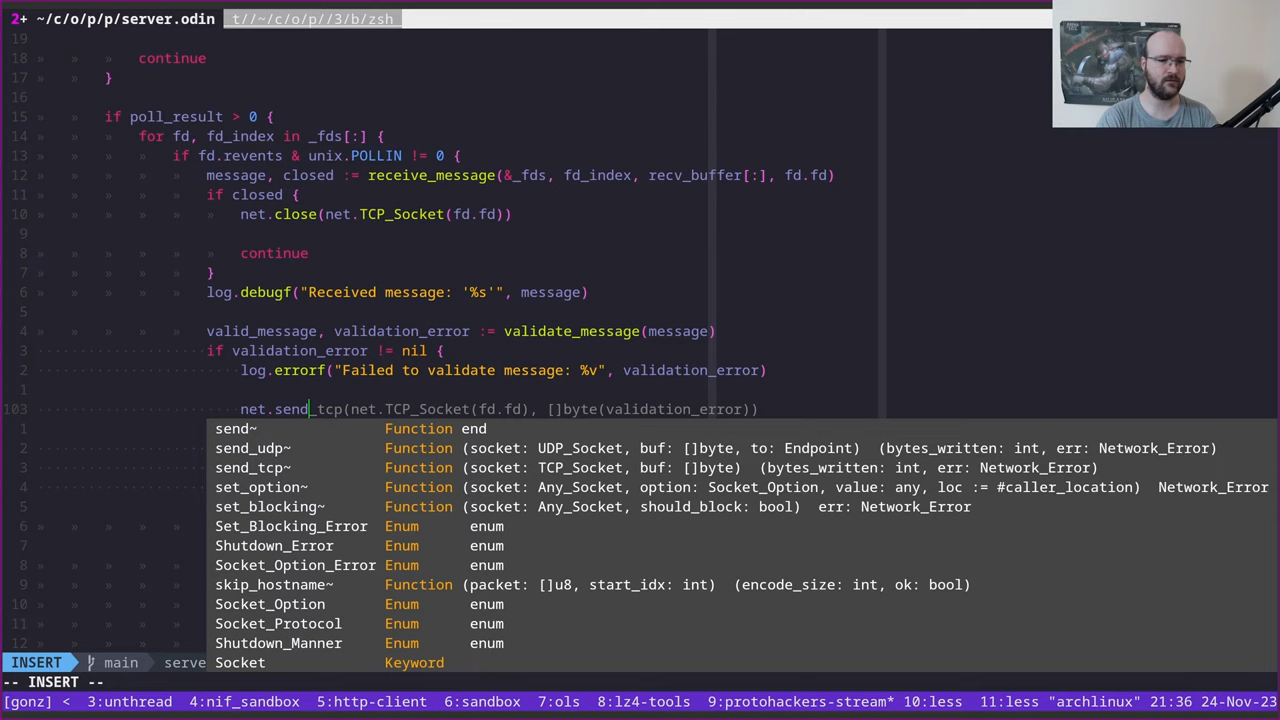 2+ ~/c/o/p/p/server.odin t//~/c/o/p//3/b/zsh
19
18 » » » continue
17 » » }
16
15 if poll_result > 0 {
14 for fd, fd_index in _fds[:] {
13 if fd.revents & unix.POLLIN != 0 {
12 message, closed := receive_message(&_fds, fd_index, recv_buffer[:], fd.fd)
11 if closed {
10 net.close(net.TCP_Socket(fd.fd))
9
8 continue
7 }
6 log.debugf("Received message: '%s'", message)
5
4 valid_message, validation_error := validate_message(message)
3 if validation_error != nil {
2 log.errorf("Failed to validate message: %v", validation_error)
1
103 net.send_tcp(net.TCP_Socket(fd.fd), []byte(validation_error))
1 send~ Function end
2 send_udp~ Function (socket: UDP_Socket, buf: []byte, to: Endpoint) (bytes_written: int, err: Network_Error)
3 send_tcp~ Function (socket: TCP_Socket, buf: []byte) (bytes_written: int, err: Network_Error)
4 set_option~ Function (socket: Any_Socket, option: Socket_Option, value: any, loc := #caller_location) Network_Error
5 set_blocking~ Function (socket: Any_Socket, should_block: bool) err: Network_Error
6 Set_Blocking_Error Enum enum
7 Shutdown_Error Enum enum
8 Socket_Option_Error Enum enum
9 skip_hostname~ Function (packet: []u8, start_idx: int) (encode_size: int, ok: bool)
10 Socket_Option Enum enum
11 Socket_Protocol Enum enum
12 Shutdown_Manner Enum enum
Socket Keyword
INSERT main serve
-- INSERT --
[gonz] < 3:unthread 4:nif_sandbox 5:http-client 6:sandbox 7:ols 8:lz4-tools 9:protohackers-stream* 10:less 11:less "archlinux" 21:36 24-Nov-23